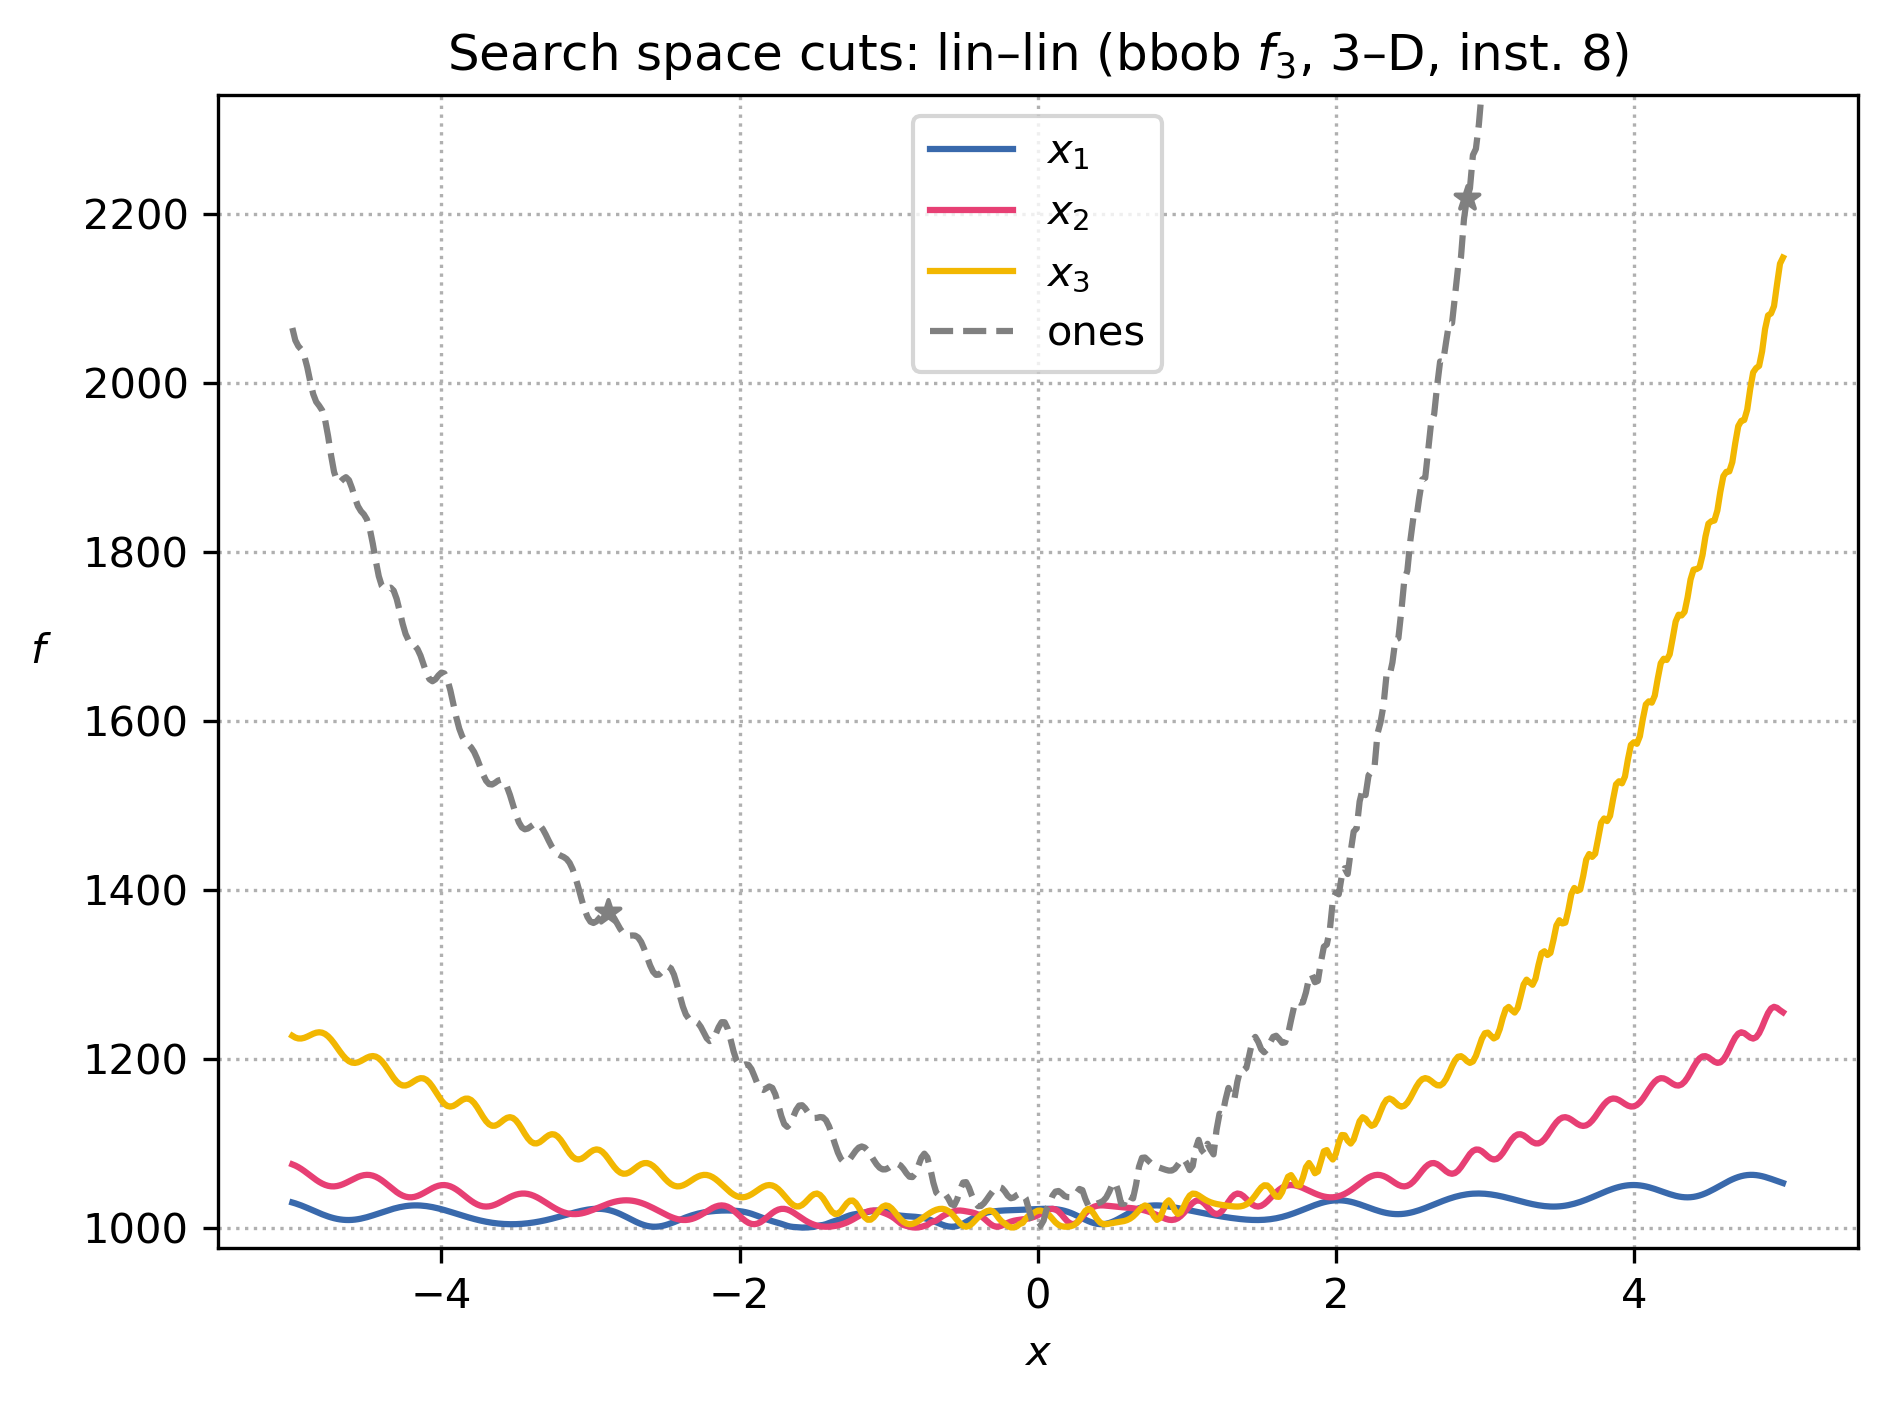 Search space cuts: lin–lin (bbob f₃, 3–D, inst. 8)
x₁
x₂
x₃
ones
2200
2000
1800
1600
1400
1200
1000
f
−4 −2 0 2 4
x